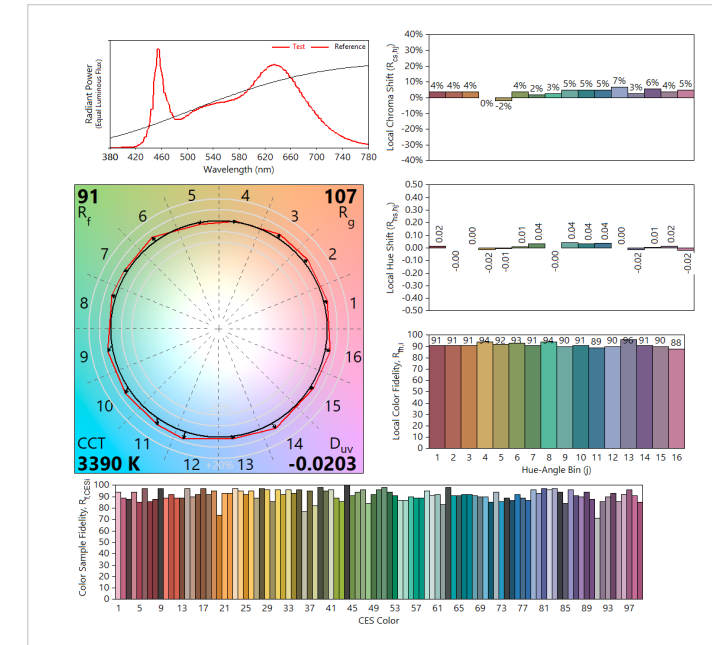 Radiant Power
(Equal Luminous Flux)
Test Reference
380 420 460 500 540 580 620 660 700 740 780
Wavelength (nm)
Local Chroma Shift (Rcs,hj)
40%
30%
20%
10%
0%
-10%
-20%
-30%
-40%
4% 4% 4% 0% -2% 4% 2% 3% 5% 5% 5% 7% 3% 6% 4% 5%
91
Rf
107
Rg
CCT
3390 K
Duv
-0.0203
1 2 3 4 5 6 7 8 9 10 11 12 13 14 15 16
+20%
Local Hue Shift (Rhs,hj)
0.50
0.40
0.30
0.20
0.10
0.00
-0.10
-0.20
-0.30
-0.40
-0.50
0.02 -0.00 0.00 -0.02 -0.01 0.01 0.04 -0.00 0.04 0.04 0.04 0.00 -0.02 0.01 0.01 -0.02
Local Color Fidelity, Rfh,i
100
90
80
70
60
50
40
30
20
10
0
91 91 91 94 92 93 91 94 90 91 89 90 96 91 90 88
1 2 3 4 5 6 7 8 9 10 11 12 13 14 15 16
Hue-Angle Bin (j)
Color Sample Fidelity, Rf,CESi
100
90
80
70
60
50
40
30
20
10
0
1 5 9 13 17 21 25 29 33 37 41 45 49 53 57 61 65 69 73 77 81 85 89 93 97
CES Color